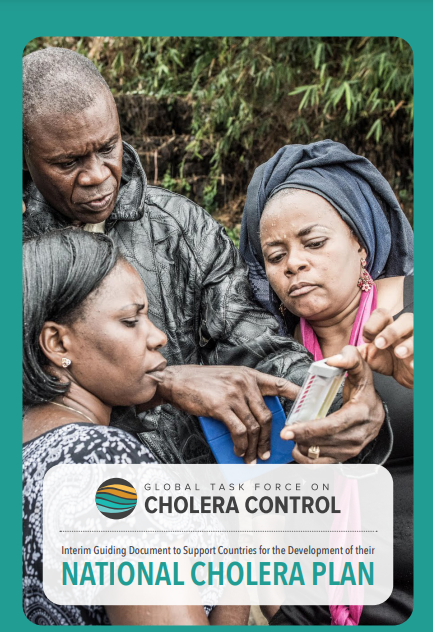 GLOBAL TASK FORCE ON
CHOLERA CONTROL
Interim Guiding Document to Support Countries for the Development of their
NATIONAL CHOLERA PLAN